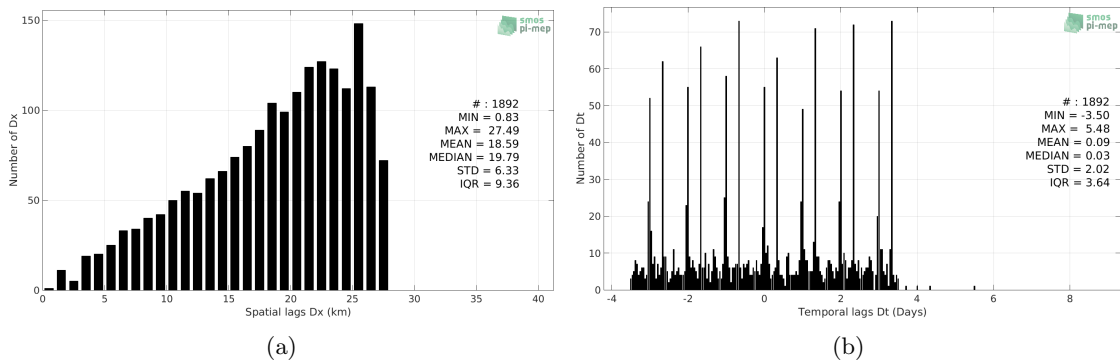 smos
pi-mep
150
100
50
0
Number of Dx
# : 1892
MIN = 0.83
MAX = 27.49
MEAN = 18.59
MEDIAN = 19.79
STD = 6.33
IQR = 9.36
0 5 10 15 20 25 30 35 40
Spatial lags Dx (km)
(a)
smos
pi-mep
70
60
50
40
30
20
10
0
Number of Dt
# : 1892
MIN = -3.50
MAX = 5.48
MEAN = 0.09
MEDIAN = 0.03
STD = 2.02
IQR = 3.64
-4 -2 0 2 4 6 8
Temporal lags Dt (Days)
(b)